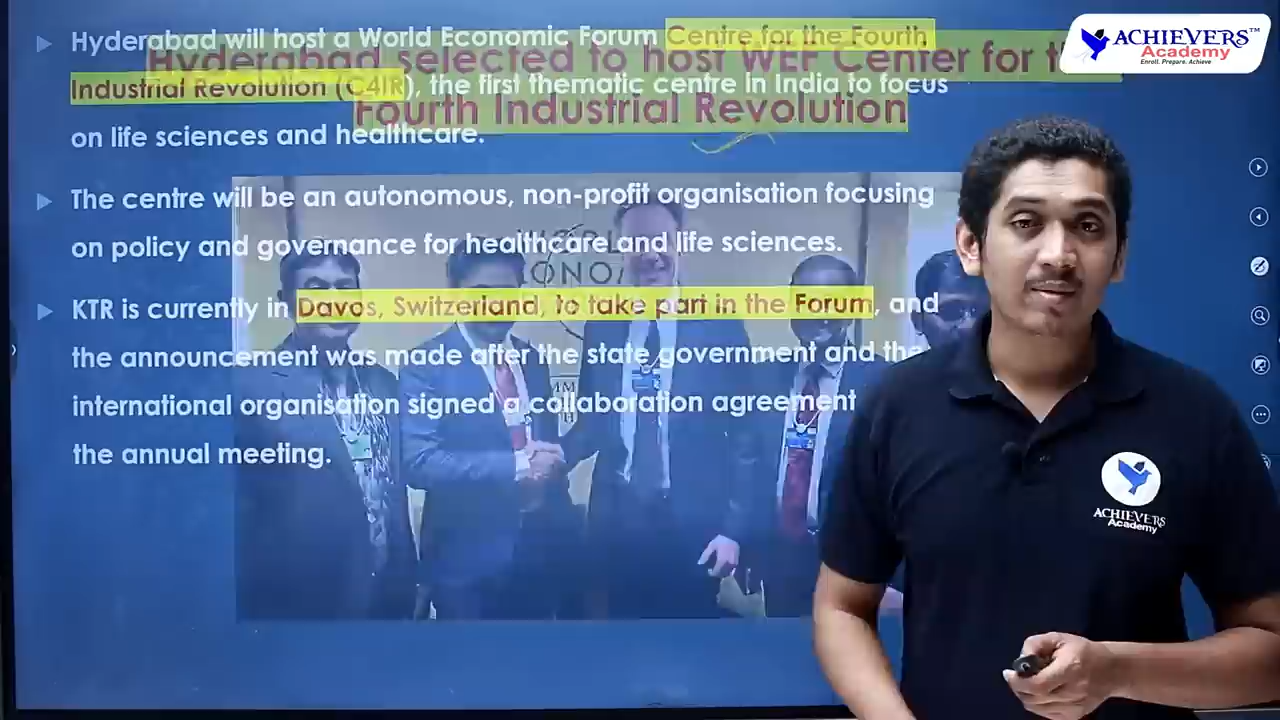 Hyderabad will host a World Economic Forum Centre for the Fourth
Industrial Revolution (C4IR), the first thematic centre in India to focus
on life sciences and healthcare.
The centre will be an autonomous, non-profit organisation focusing
on policy and governance for healthcare and life sciences.
KTR is currently in Davos, Switzerland, to take part in the Forum, and
the announcement was made after the state government and the
international organisation signed a collaboration agreement
the annual meeting.
Hyderabad selected to host WEF Center for
Fourth Industrial Revolution
ACHIEVERS™
Academy
Enroll. Prepare. Achieve
ACHIEVERS
Academy